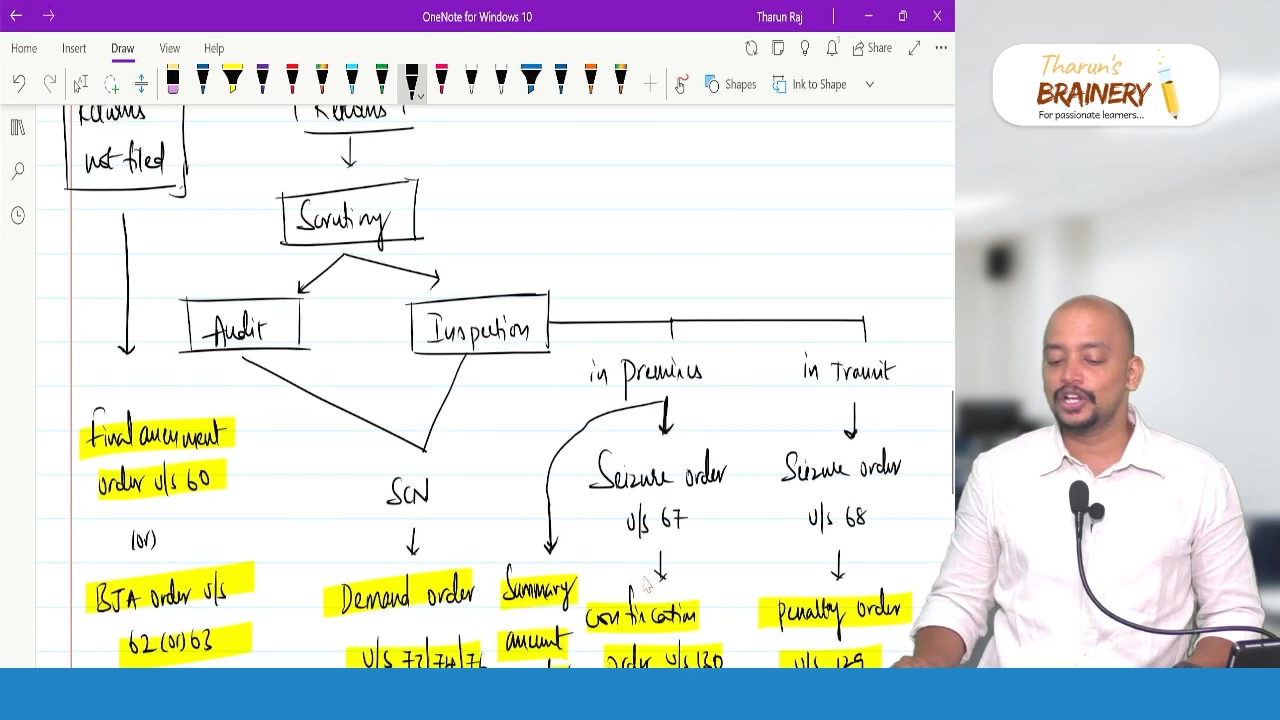 OneNote for Windows 10
Tharun Raj
Home Insert Draw View Help
Share
Shapes
Ink to Shape
Tharun's
BRAINERY
For passionate learners...
Returns
not filed
Returns
Scrutiny
Audit
Inspection
in Premises
in Transit
Final assessment
order u/s 60
(or)
BJA order u/s
62 (or) 63
SCN
Demand order
u/s 73/74/76
Summary
Seizure order
u/s 67
confiscation
order u/s 130
Seizure order
u/s 68
penalty order
u/s 129